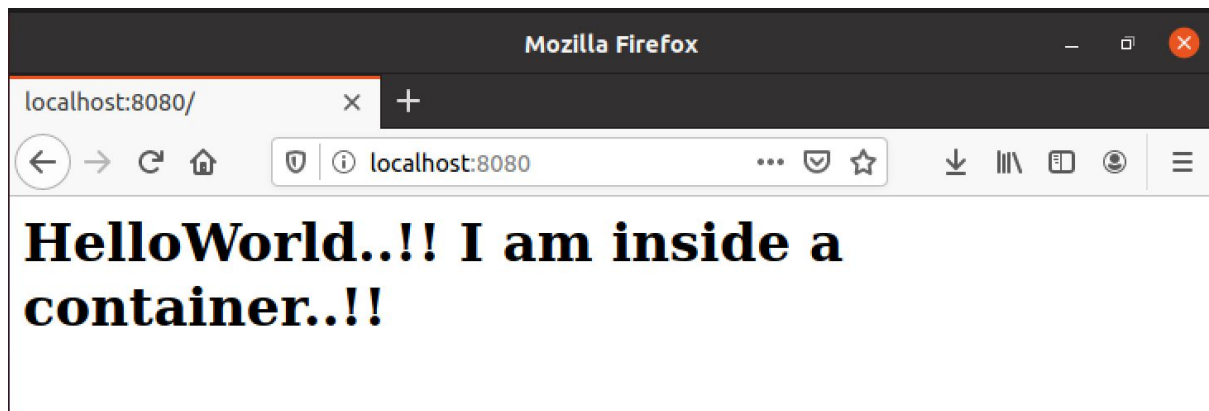 Mozilla Firefox
localhost:8080/
localhost:8080
HelloWorld..!! I am inside a
container..!!